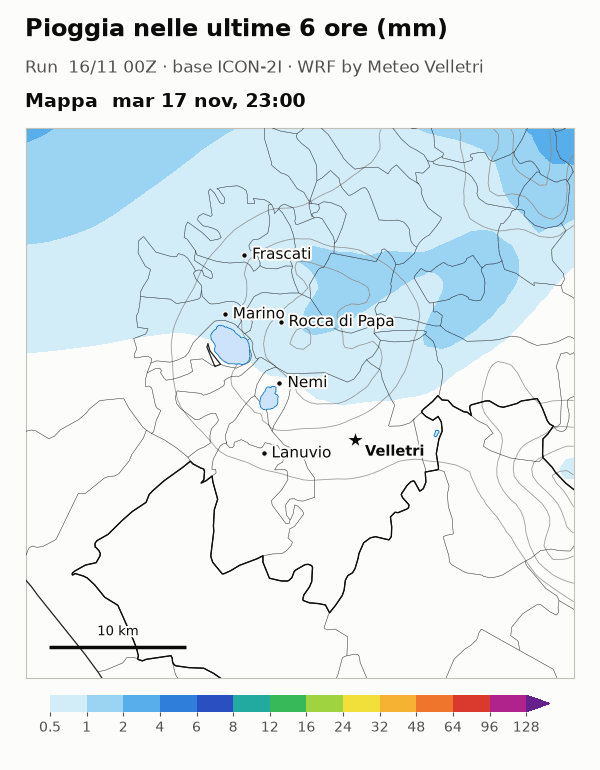 Pioggia nelle ultime 6 ore (mm)
Run  16/11 00Z · base ICON-2I · WRF by Meteo Velletri
Mappa  mar 17 nov, 23:00
Frascati
Marino
Rocca di Papa
Nemi
Velletri
Lanuvio
10 km
0.5 1 2 4 6 8 12 16 24 32 48 64 96 128